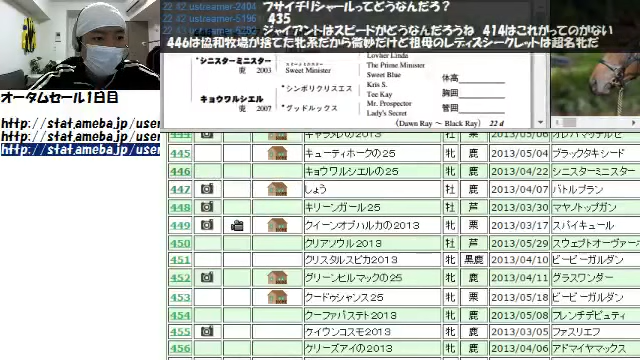 22 42 ustreamer-2404 ブサイチリシャールってどうなんだろ？
435
ジャイアントはスピードがどうなんだろうね 414はこれがってのがない
446は協和牧場が捨てた牝系だから微妙だけど祖母のレディスシークレットは超名牝だ
シニスターミニスター
鹿 2003
Sweet Minister
The Prime Minister
Sweet Blue
キョウワルシエル
鹿 2007
シンボリクリスエス
Kris S.
Tee Kay
グッドルックス
Mr. Prospector
Lady's Secret
体高
胸囲
管囲
(Dawn Ray ～ Black Ray) 22 d
オータムセール1日目
http://stat.ameba.jp/user
http://stat.ameba.jp/user
http://stat.ameba.jp/user
445 キューティホークの25 牝 鹿 2013/05/04 ブラックタキシード
446 キョウワルシエルの25 牝 鹿 2013/04/22 シニスターミニスター
447 しょう 牡 鹿 2013/04/07 バトルプラン
448 キリーンガール25 牝 芦 2013/03/30 マヤノトップガン
449 クイーンオブハルカの2013 牝 栗 2013/03/17 スパイキュール
450 クリアソウル2013 牝 芦 2013/05/29 スウェプトオーヴァー
451 クリスタルスピカ2013 牝 黒鹿 2013/04/10 ビービーガルダン
452 グリーンヒルマックの25 牝 鹿 2013/04/11 グラスワンダー
453 クードゥシャンス25 牝 栗 2013/05/18 ビービーガルダン
454 クーファバステト2013 牝 鹿 2013/05/08 フレンチデピュティ
455 ケイウンコスモ2013 牝 鹿 2013/03/05 ファスリエフ
456 ケリーズアイの2013 牝 鹿 2013/04/06 アドマイヤマックス